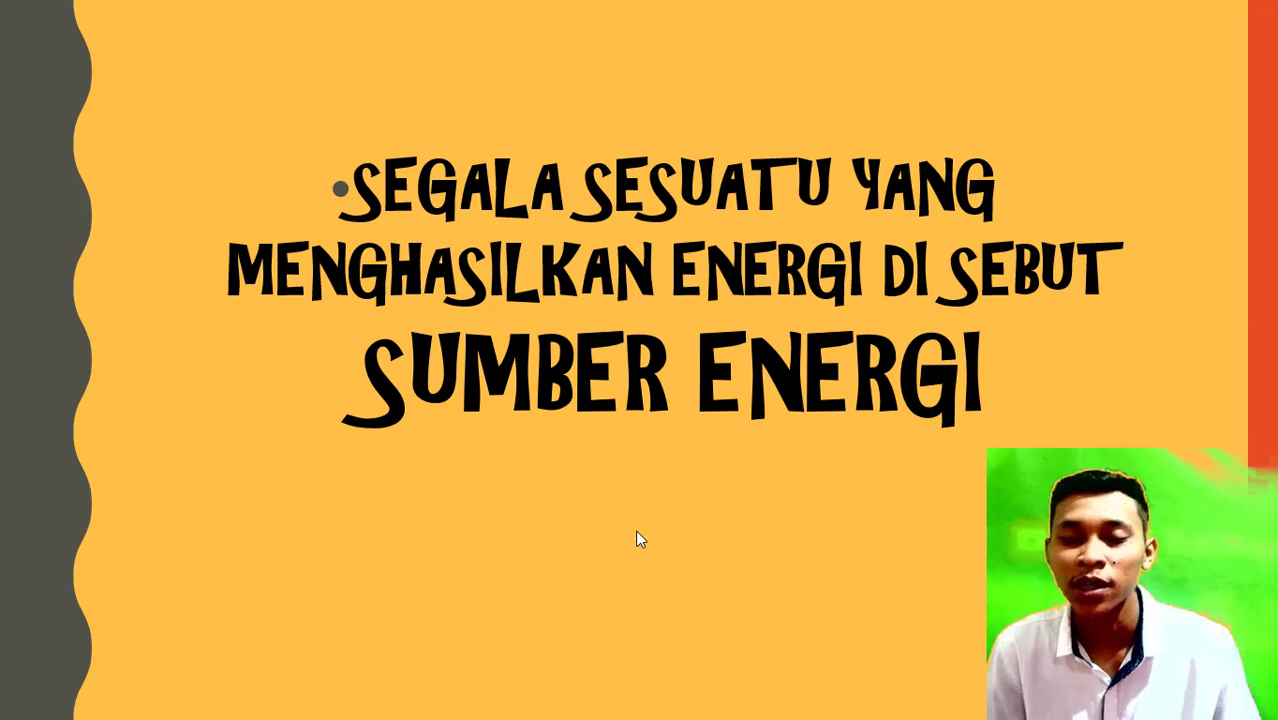 •SEGALA SESUATU YANG
MENGHASILKAN ENERGI DI SEBUT
SUMBER ENERGI